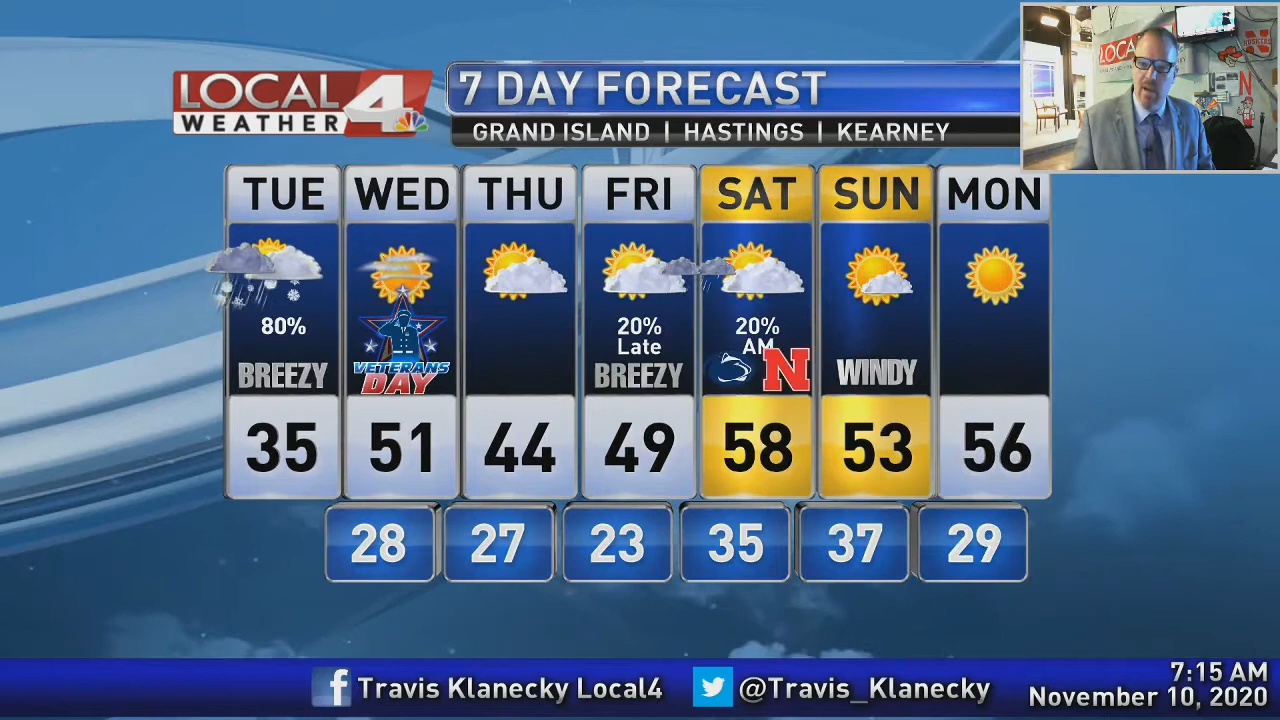 LOCAL 4
WEATHER
7 DAY FORECAST
GRAND ISLAND | HASTINGS | KEARNEY
LOCA
HUSKERS
N
TUE WED THU FRI SAT SUN MON
80% 20% 20%
Late AM
N
BREEZY VETERANS DAY BREEZY WINDY
35 51 44 49 58 53 56
28 27 23 35 37 29
f Travis Klanecky Local4 @Travis_Klanecky
7:15 AM
November 10, 2020